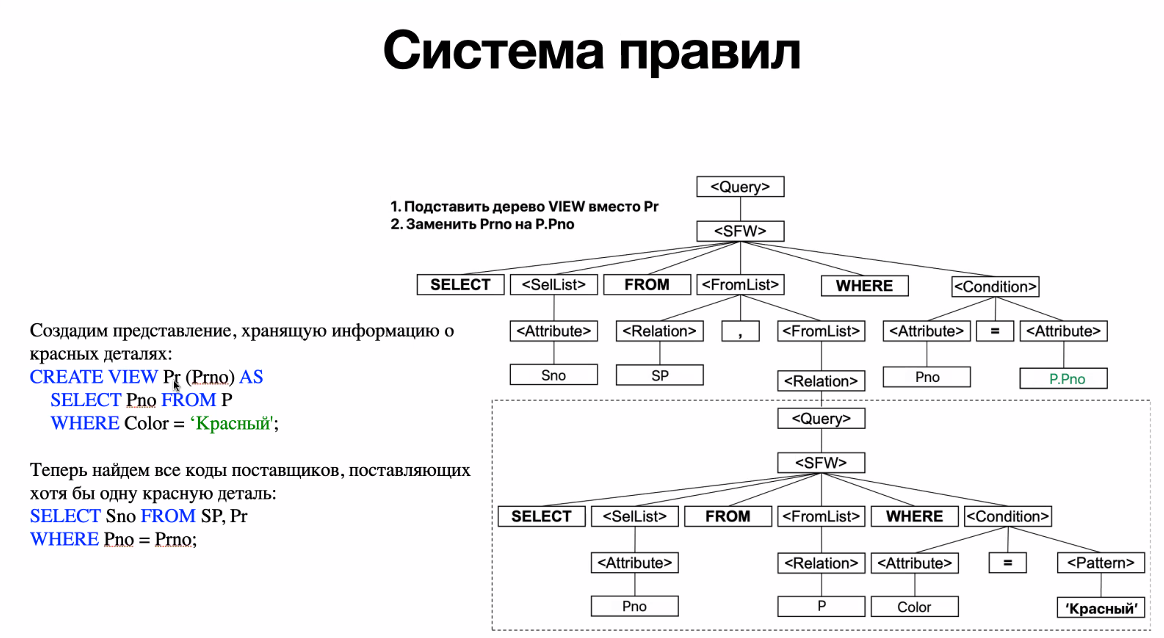 Система правил
1. Подставить дерево VIEW вместо Pr
2. Заменить Prno на P.Pno
Создадим представление, хранящую информацию о
красных деталях:
CREATE VIEW Pr (Prno) AS
SELECT Pno FROM P
WHERE Color = ‘Красный';
Теперь найдем все коды поставщиков, поставляющих
хотя бы одну красную деталь:
SELECT Sno FROM SP, Pr
WHERE Pno = Prno;
<Query>
<SFW>
SELECT <SelList> FROM <FromList> WHERE <Condition>
<Attribute> <Relation> , <FromList> <Attribute> = <Attribute>
Sno SP <Relation> Pno P.Pno
<Query>
<SFW>
SELECT <SelList> FROM <FromList> WHERE <Condition>
<Attribute> <Relation> <Attribute> = <Pattern>
Pno P Color ‘Красный’